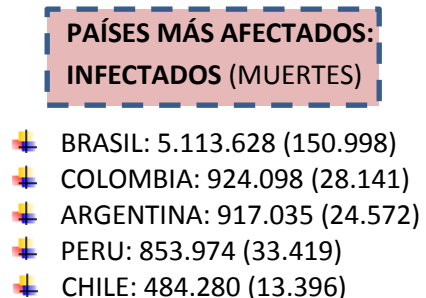 PAÍSES MÁS AFECTADOS:
INFECTADOS (MUERTES)
BRASIL: 5.113.628 (150.998)
COLOMBIA: 924.098 (28.141)
ARGENTINA: 917.035 (24.572)
PERU: 853.974 (33.419)
CHILE: 484.280 (13.396)